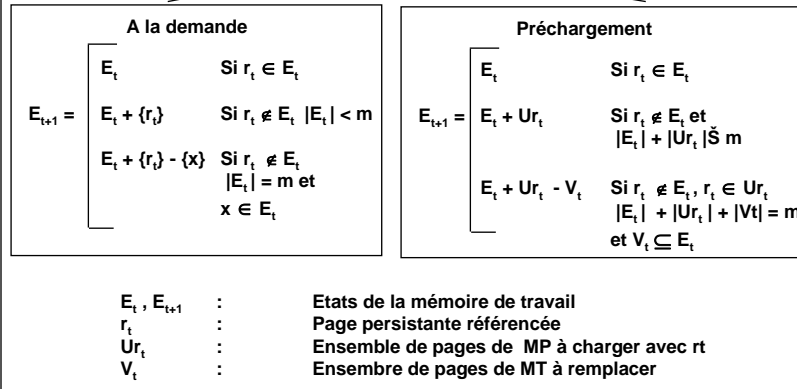 A la demande
E_t Si r_t ∈ E_t
E_{t+1} = E_t + {r_t} Si r_t ∉ E_t |E_t| < m
E_t + {r_t} - {x} Si r_t ∉ E_t
|E_t| = m et
x ∈ E_t
Préchargement
E_t Si r_t ∈ E_t
E_{t+1} = E_t + Ur_t Si r_t ∉ E_t et
|E_t| + |Ur_t|Š m
E_t + Ur_t - V_t Si r_t ∉ E_t, r_t ∈ Ur_t
|E_t| + |Ur_t| + |Vt| = m
et V_t ⊆ E_t
E_t , E_{t+1} : Etats de la mémoire de travail
r_t : Page persistante référencée
Ur_t : Ensemble de pages de MP à charger avec rt
V_t : Ensembre de pages de MT à remplacer